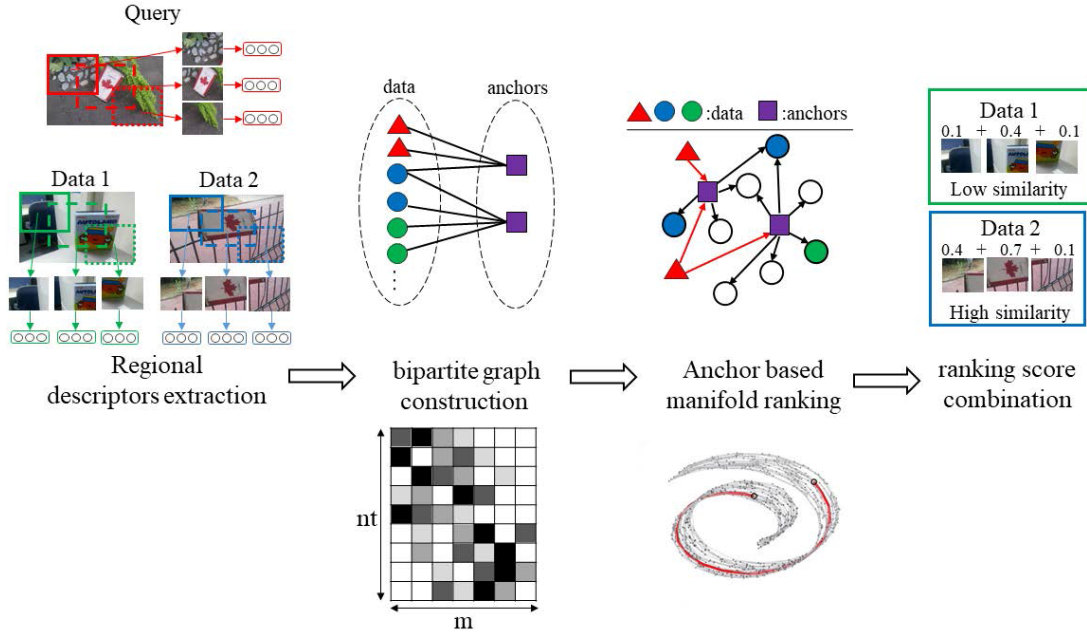 Query
Data 1
Data 2
data
anchors
:data
:anchors
Data 1
0.1 + 0.4 + 0.1
Low similarity
Data 2
0.4 + 0.7 + 0.1
High similarity
Regional
descriptors extraction
bipartite graph
construction
Anchor based
manifold ranking
ranking score
combination
nt
m